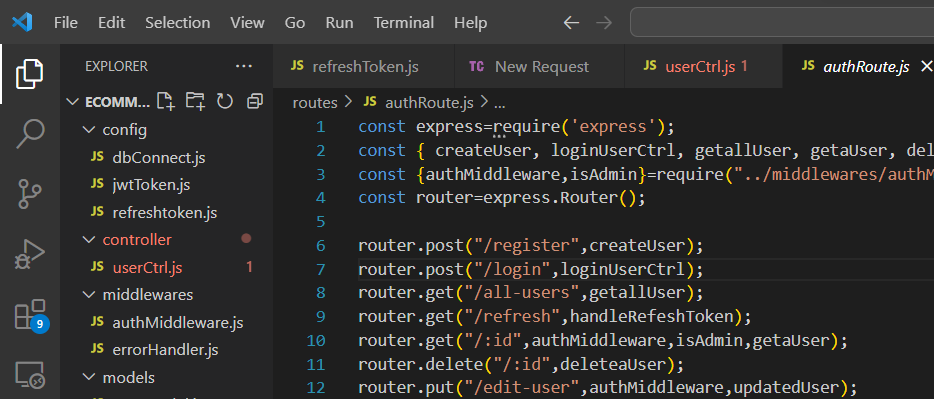 File Edit Selection View Go Run Terminal Help
EXPLORER
ECOMM...
config
JS dbConnect.js
JS jwtToken.js
JS refreshtoken.js
controller
JS userCtrl.js 1
middlewares
JS authMiddleware.js
JS errorHandler.js
models
9
JS refreshToken.js
TC New Request
JS userCtrl.js 1
JS authRoute.js
routes > JS authRoute.js > ...
1 const express=require('express');
2 const { createUser, loginUserCtrl, getallUser, getaUser, del
3 const {authMiddleware,isAdmin}=require("../middlewares/authM
4 const router=express.Router();
5
6 router.post("/register",createUser);
7 router.post("/login",loginUserCtrl);
8 router.get("/all-users",getallUser);
9 router.get("/refresh",handleRefeshToken);
10 router.get("/:id",authMiddleware,isAdmin,getaUser);
11 router.delete("/:id",deleteaUser);
12 router.put("/edit-user",authMiddleware,updatedUser);